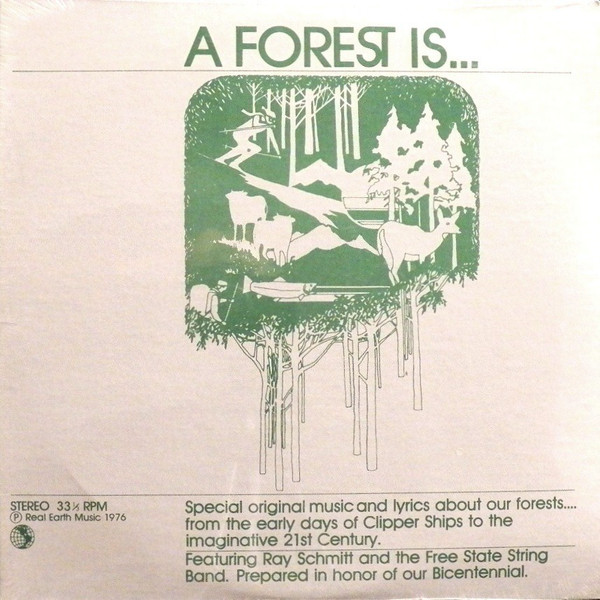 A FOREST IS...
STEREO 33⅓ RPM
Ⓟ Real Earth Music 1976
Special original music and lyrics about our forests....
from the early days of Clipper Ships to the
imaginative 21st Century.
Featuring Ray Schmitt and the Free State String
Band. Prepared in honor of our Bicentennial.